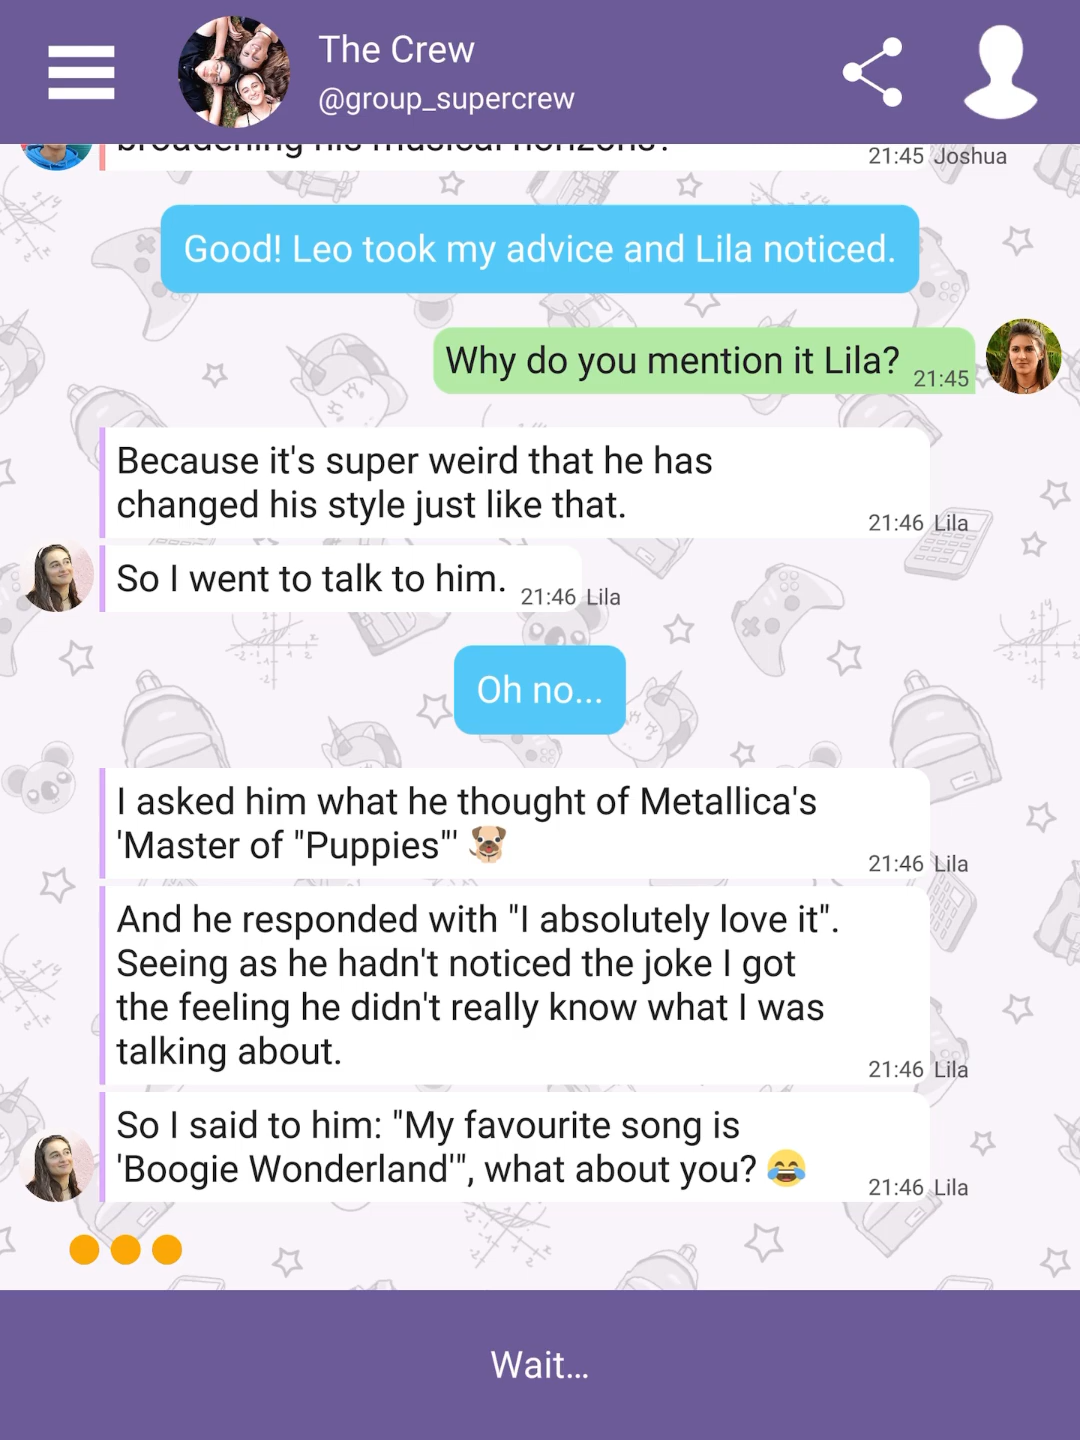 The Crew
@group_supercrew
broadening his musical horizons?
21:45 Joshua
Good! Leo took my advice and Lila noticed.
Why do you mention it Lila?
21:45
Because it's super weird that he has
changed his style just like that.
21:46 Lila
So I went to talk to him.
21:46 Lila
Oh no...
I asked him what he thought of Metallica's
'Master of "Puppies"' 🐶
21:46 Lila
And he responded with "I absolutely love it".
Seeing as he hadn't noticed the joke I got
the feeling he didn't really know what I was
talking about.
21:46 Lila
So I said to him: "My favourite song is
'Boogie Wonderland'", what about you? 😂
21:46 Lila
Wait...